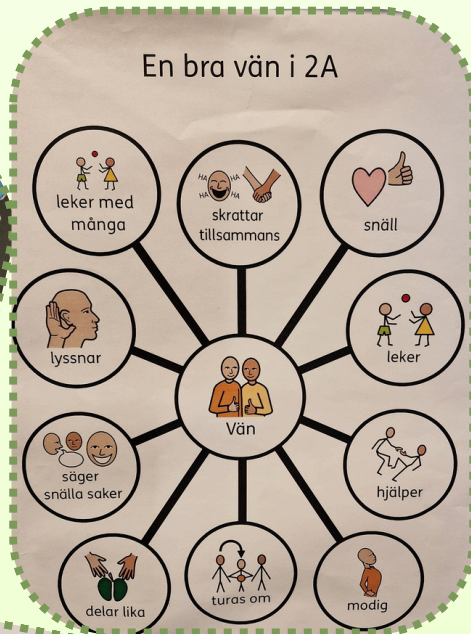 En bra vän i 2A
leker med
många
HA HA
HA HA
skrattar
tillsammans
snäll
lyssnar
leker
Vän
säger
snälla saker
hjälper
delar lika
turas om
modig